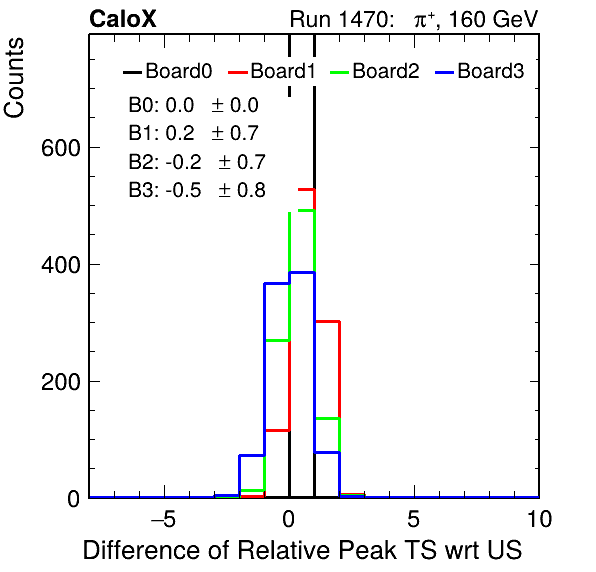 CaloX Run 1470: π⁺, 160 GeV
Counts
Board0 Board1 Board2 Board3
B0: 0.0 ± 0.0
B1: 0.2 ± 0.7
B2: -0.2 ± 0.7
B3: -0.5 ± 0.8
600
400
200
0
−5 0 5 10
Difference of Relative Peak TS wrt US